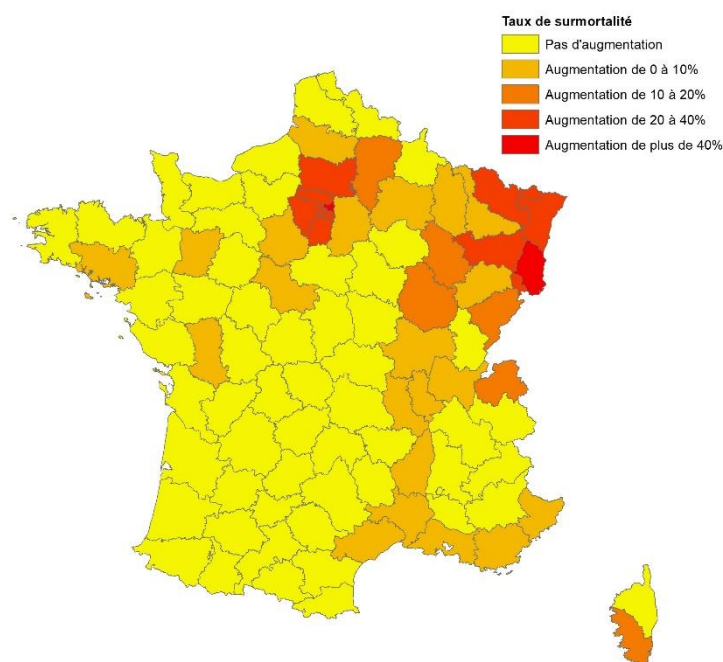 Taux de surmortalité
Pas d'augmentation
Augmentation de 0 à 10%
Augmentation de 10 à 20%
Augmentation de 20 à 40%
Augmentation de plus de 40%